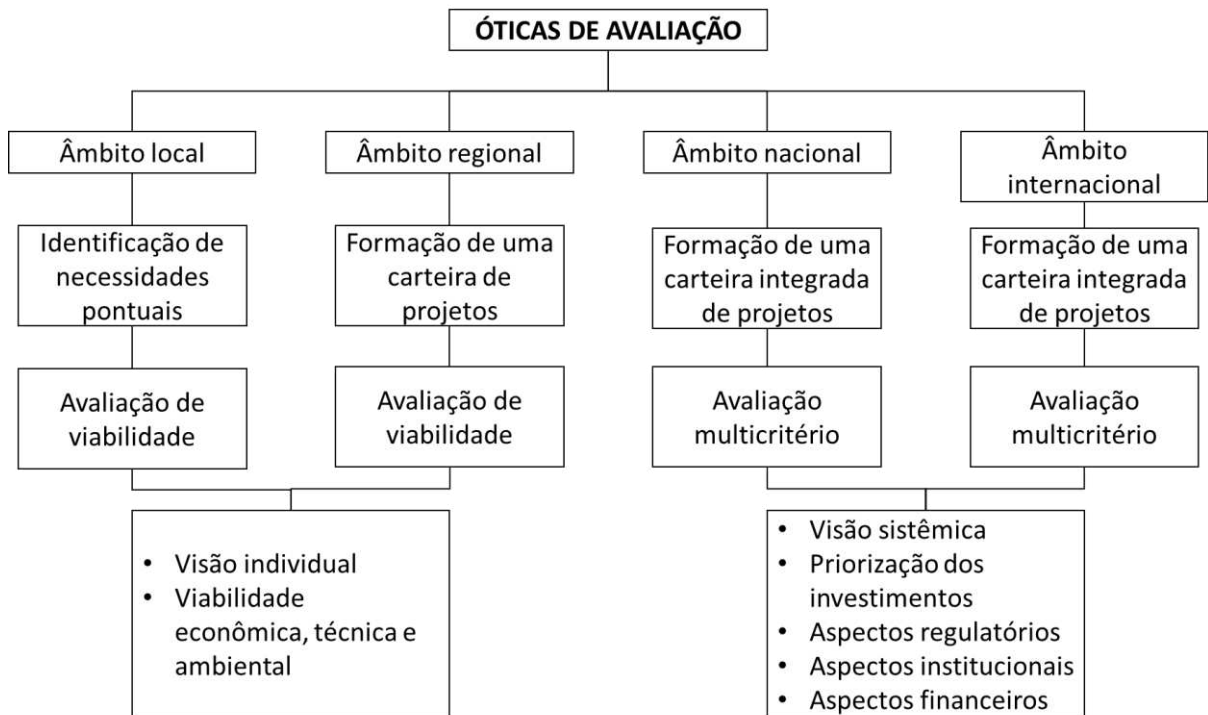 ÓTICAS DE AVALIAÇÃO
Âmbito local
Âmbito regional
Âmbito nacional
Âmbito
internacional
Identificação de
necessidades
pontuais
Formação de uma
carteira de
projetos
Formação de uma
carteira integrada
de projetos
Formação de uma
carteira integrada
de projetos
Avaliação de
viabilidade
Avaliação de
viabilidade
Avaliação
multicritério
Avaliação
multicritério
• Visão individual
• Viabilidade
econômica, técnica e
ambiental
• Visão sistêmica
• Priorização dos
investimentos
• Aspectos regulatórios
• Aspectos institucionais
• Aspectos financeiros